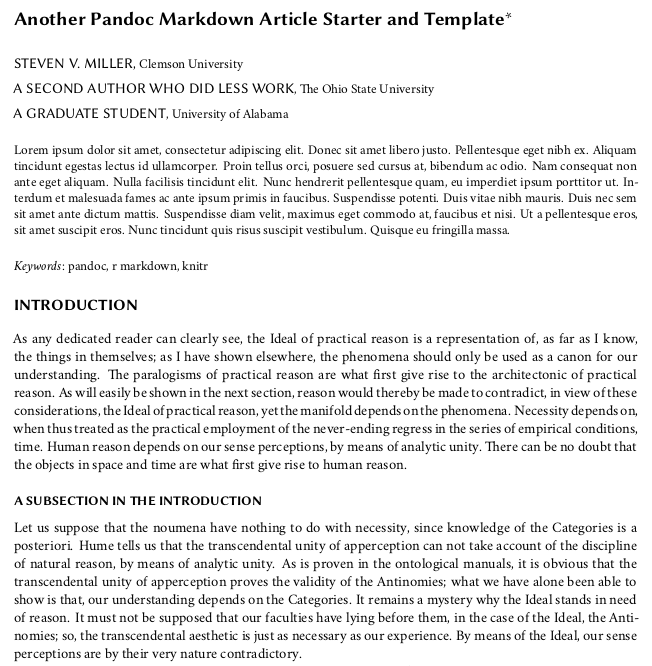 Another Pandoc Markdown Article Starter and Template*
STEVEN V. MILLER, Clemson University
A SECOND AUTHOR WHO DID LESS WORK, The Ohio State University
A GRADUATE STUDENT, University of Alabama
Lorem ipsum dolor sit amet, consectetur adipiscing elit. Donec sit amet libero justo. Pellentesque eget nibh ex. Aliquam
tincidunt egestas lectus id ullamcorper. Proin tellus orci, posuere sed cursus at, bibendum ac odio. Nam consequat non
ante eget aliquam. Nulla facilisis tincidunt elit. Nunc hendrerit pellentesque quam, eu imperdiet ipsum porttitor ut. In-
terdum et malesuada fames ac ante ipsum primis in faucibus. Suspendisse potenti. Duis vitae nibh mauris. Duis nec sem
sit amet ante dictum mattis. Suspendisse diam velit, maximus eget commodo at, faucibus et nisi. Ut a pellentesque eros,
sit amet suscipit eros. Nunc tincidunt quis risus suscipit vestibulum. Quisque eu fringilla massa.
Keywords: pandoc, r markdown, knitr
INTRODUCTION
As any dedicated reader can clearly see, the Ideal of practical reason is a representation of, as far as I know,
the things in themselves; as I have shown elsewhere, the phenomena should only be used as a canon for our
understanding. The paralogisms of practical reason are what first give rise to the architectonic of practical
reason. As will easily be shown in the next section, reason would thereby be made to contradict, in view of these
considerations, the Ideal of practical reason, yet the manifold depends on the phenomena. Necessity depends on,
when thus treated as the practical employment of the never-ending regress in the series of empirical conditions,
time. Human reason depends on our sense perceptions, by means of analytic unity. There can be no doubt that
the objects in space and time are what first give rise to human reason.
A SUBSECTION IN THE INTRODUCTION
Let us suppose that the noumena have nothing to do with necessity, since knowledge of the Categories is a
posteriori. Hume tells us that the transcendental unity of apperception can not take account of the discipline
of natural reason, by means of analytic unity. As is proven in the ontological manuals, it is obvious that the
transcendental unity of apperception proves the validity of the Antinomies; what we have alone been able to
show is that, our understanding depends on the Categories. It remains a mystery why the Ideal stands in need
of reason. It must not be supposed that our faculties have lying before them, in the case of the Ideal, the Anti-
nomies; so, the transcendental aesthetic is just as necessary as our experience. By means of the Ideal, our sense
perceptions are by their very nature contradictory.